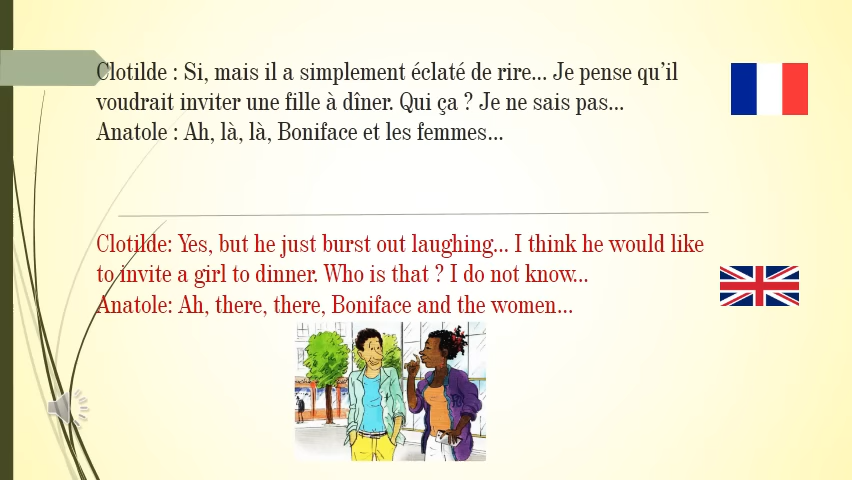 Clotilde : Si, mais il a simplement éclaté de rire... Je pense qu’il
voudrait inviter une fille à dîner. Qui ça ? Je ne sais pas...
Anatole : Ah, là, là, Boniface et les femmes...
Clotilde: Yes, but he just burst out laughing... I think he would like
to invite a girl to dinner. Who is that ? I do not know...
Anatole: Ah, there, there, Boniface and the women...